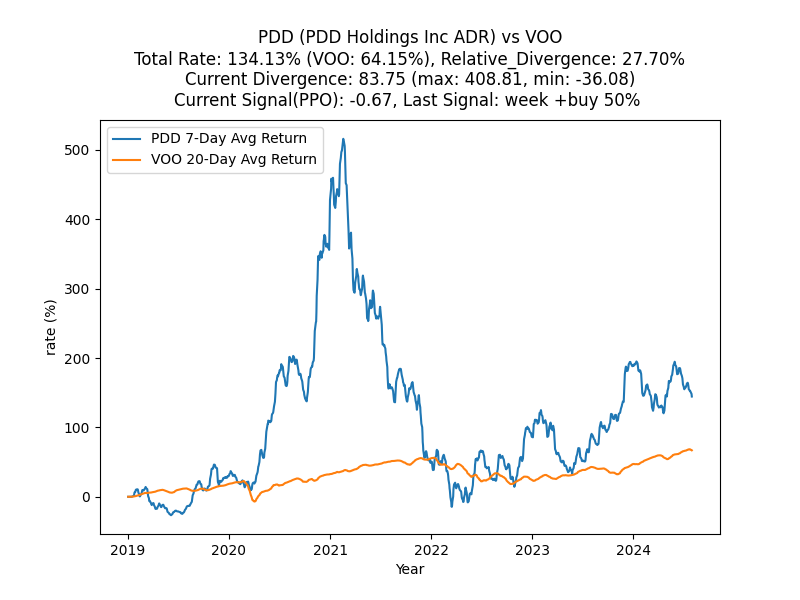 PDD (PDD Holdings Inc ADR) vs VOO
Total Rate: 134.13% (VOO: 64.15%), Relative_Divergence: 27.70%
Current Divergence: 83.75 (max: 408.81, min: -36.08)
Current Signal(PPO): -0.67, Last Signal: week +buy 50%
PDD 7-Day Avg Return
VOO 20-Day Avg Return
500
400
300
200
100
0
rate (%)
2019
2020
2021
2022
2023
2024
Year